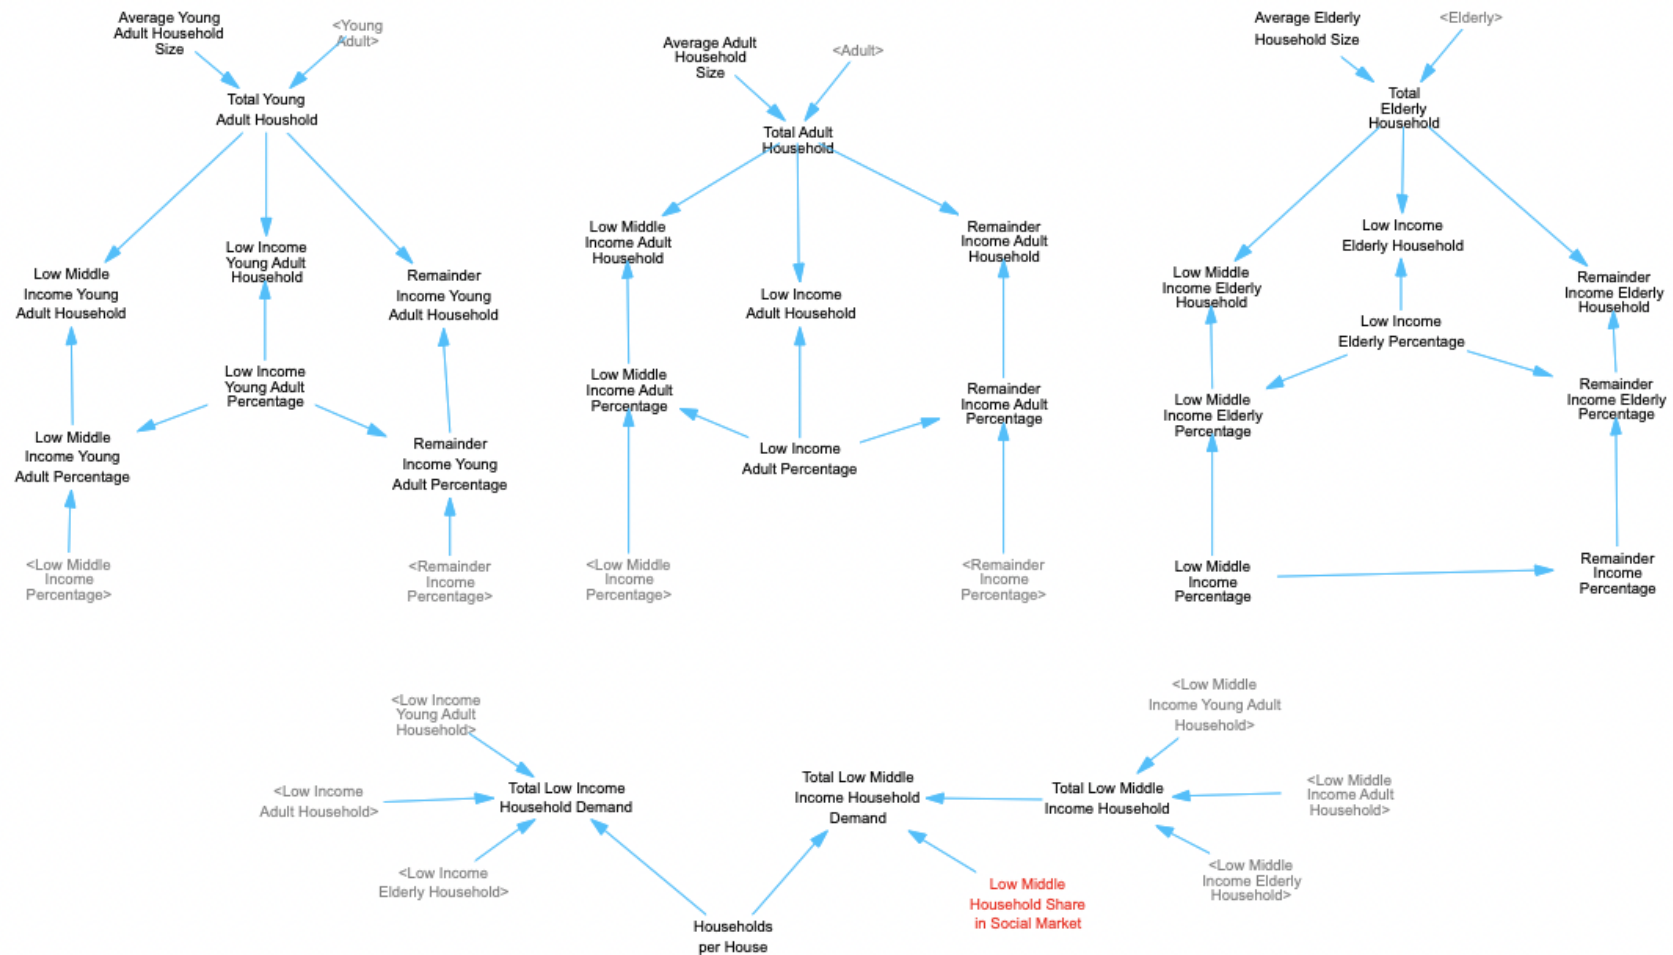 Average Young
Adult Household
Size
<Young
Adult>
Total Young
Adult Houshold
Low Middle
Income Young
Adult Household
Low Income
Young Adult
Household
Remainder
Income Young
Adult Household
Low Income
Young Adult
Percentage
Low Middle
Income Young
Adult Percentage
Remainder
Income Young
Adult Percentage
<Low Middle
Income
Percentage>
<Remainder
Income
Percentage>
Average Adult
Household
Size
<Adult>
Total Adult
Household
Low Middle
Income Adult
Household
Low Income
Adult Household
Remainder
Income Adult
Household
Low Middle
Income Adult
Percentage
Low Income
Adult Percentage
Remainder
Income Adult
Percentage
<Low Middle
Income
Percentage>
<Remainder
Income
Percentage>
Average Elderly
Household Size
<Elderly>
Total
Elderly
Household
Low Middle
Income Elderly
Household
Low Income
Elderly Household
Remainder
Income Elderly
Household
Low Income
Elderly Percentage
Low Middle
Income Elderly
Percentage
Remainder
Income Elderly
Percentage
Low Middle
Income
Percentage
Remainder
Income
Percentage
<Low Income
Young Adult
Household>
<Low Income
Adult Household>
<Low Income
Elderly Household>
Total Low Income
Household Demand
Households
per House
Total Low Middle
Income Household
Demand
Low Middle
Household Share
in Social Market
Total Low Middle
Income Household
<Low Middle
Income Young Adult
Household>
<Low Middle
Income Adult
Household>
<Low Middle
Income Elderly
Household>